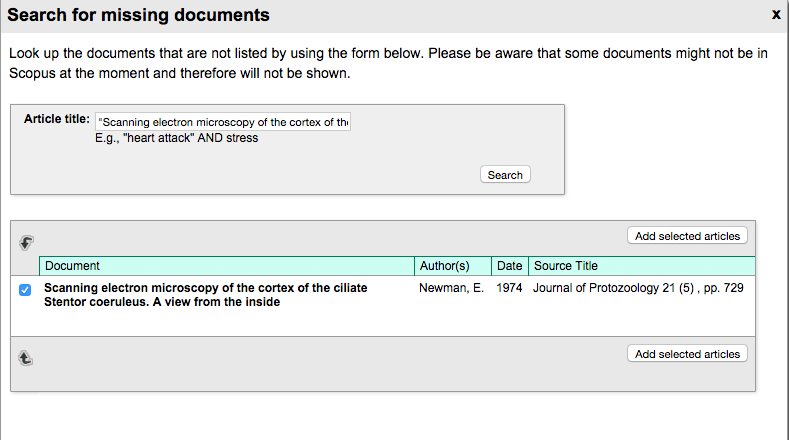 Search for missing documents
x
Look up the documents that are not listed by using the form below. Please be aware that some documents might not be in
Scopus at the moment and therefore will not be shown.
Article title:
"Scanning electron microscopy of the cortex of the
E.g., "heart attack" AND stress
Search
Add selected articles
Document Author(s) Date Source Title
Scanning electron microscopy of the cortex of the ciliate Newman, E. 1974 Journal of Protozoology 21 (5) , pp. 729
Stentor coeruleus. A view from the inside
Add selected articles